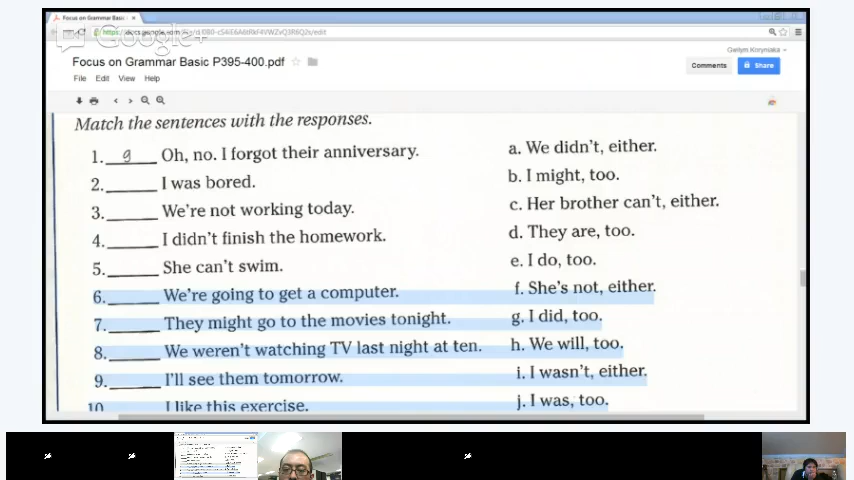 Focus on Grammar Basic
Google+
Gwilym Korytniaka
Focus on Grammar Basic P395-400.pdf
Comments
Share
File Edit View Help
Match the sentences with the responses.
1. g Oh, no. I forgot their anniversary.
a. We didn't, either.
2. I was bored.
b. I might, too.
3. We're not working today.
c. Her brother can't, either.
4. I didn't finish the homework.
d. They are, too.
5. She can't swim.
e. I do, too.
6. We're going to get a computer.
f. She's not, either.
7. They might go to the movies tonight.
g. I did, too.
8. We weren't watching TV last night at ten.
h. We will, too.
9. I'll see them tomorrow.
i. I wasn't, either.
10. I like this exercise.
j. I was, too.